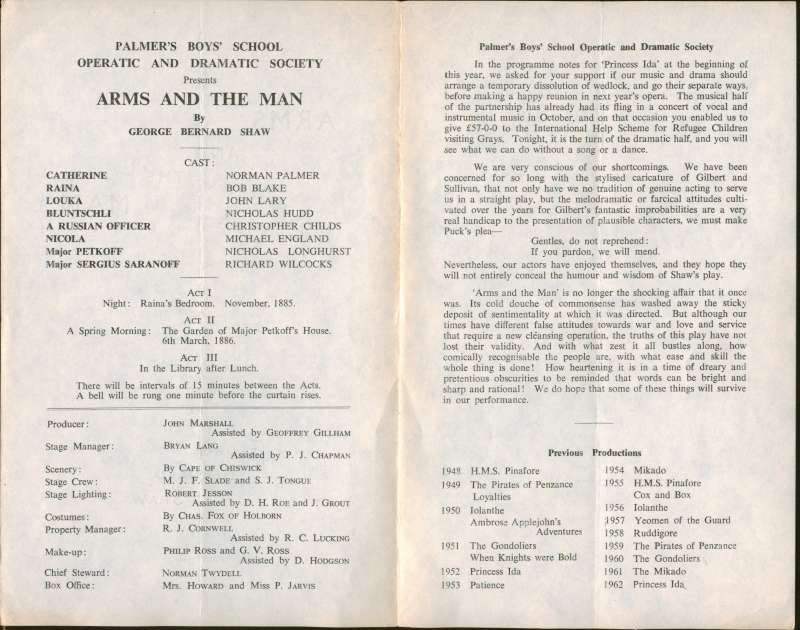 PALMER'S BOYS' SCHOOL
OPERATIC AND DRAMATIC SOCIETY
Presents
ARMS AND THE MAN
By
GEORGE BERNARD SHAW
CAST:
CATHERINE NORMAN PALMER
RAINA BOB BLAKE
LOUKA JOHN LARY
BLUNTSCHLI NICHOLAS HUDD
A RUSSIAN OFFICER CHRISTOPHER CHILDS
NICOLA MICHAEL ENGLAND
Major PETKOFF NICHOLAS LONGHURST
Major SERGIUS SARANOFF RICHARD WILCOCKS
ACT I
Night: Raina's Bedroom. November, 1885.
ACT II
A Spring Morning: The Garden of Major Petkoff's House.
6th March, 1886.
ACT III
In the Library after Lunch.
There will be intervals of 15 minutes between the Acts.
A bell will be rung one minute before the curtain rises.
Producer: JOHN MARSHALL
Assisted by GEOFFREY GILLHAM
Stage Manager: BRYAN LANG
Assisted by P. J. CHAPMAN
Scenery: By CAPE OF CHISWICK
Stage Crew: M. J. F. SLADE and S. J. TONGUE
Stage Lighting: ROBERT JESSON
Assisted by D. H. ROE and J. GROUT
Costumes: By CHAS. FOX OF HOLBORN
Property Manager: R. J. CORNWELL
Assisted by R. C. LUCKING
Make-up: PHILIP ROSS and G. V. ROSS
Assisted by D. HODGSON
Chief Steward: NORMAN TWYDELL
Box Office: MRS. HOWARD and MISS P. JARVIS
Palmer's Boys' School Operatic and Dramatic Society
In the programme notes for 'Princess Ida' at the beginning of
this year, we asked for your support if our music and drama should
arrange a temporary dissolution of wedlock, and go their separate ways,
before making a happy reunion in next year's opera. The musical half
of the partnership has already had its fling in a concert of vocal and
instrumental music in October, and on that occasion you enabled us to
give £57-0-0 to the International Help Scheme for Refugee Children
visiting Grays. Tonight, it is the turn of the dramatic half, and you will
see what we can do without a song or a dance.
We are very conscious of our shortcomings. We have been
concerned for so long with the stylised caricature of Gilbert and
Sullivan, that not only have we no tradition of genuine acting to serve
us in a straight play, but the melodramatic or farcical attitudes culti-
vated over the years for Gilbert's fantastic improbabilities are a very
real handicap to the presentation of plausible characters, we must make
Puck's plea—
Gentles, do not reprehend:
If you pardon, we will mend.
Nevertheless, our actors have enjoyed themselves, and they hope they
will not entirely conceal the humour and wisdom of Shaw's play.
'Arms and the Man' is no longer the shocking affair that it once
was. Its cold douche of commonsense has washed away the sticky
deposit of sentimentality at which it was directed. But although our
times have different false attitudes towards war and love and service
that require a new cleansing operation, the truths of this play have not
lost their validity. And with what zest it all bustles along, how
comically recognisable the people are, with what ease and skill the
whole thing is done! How heartening it is in a time of dreary and
pretentious obscurities to be reminded that words can be bright and
sharp and rational! We do hope that some of these things will survive
in our performance.
Previous Productions
1948 H.M.S. Pinafore
1949 The Pirates of Penzance
Loyalties
1950 Iolanthe
Ambrose Applejohn's
Adventures
1951 The Gondoliers
When Knights were Bold
1952 Princess Ida
1953 Patience
1954 Mikado
1955 H.M.S. Pinafore
Cox and Box
1956 Iolanthe
1957 Yeomen of the Guard
1958 Ruddigore
1959 The Pirates of Penzance
1960 The Gondoliers
1961 The Mikado
1962 Princess Ida